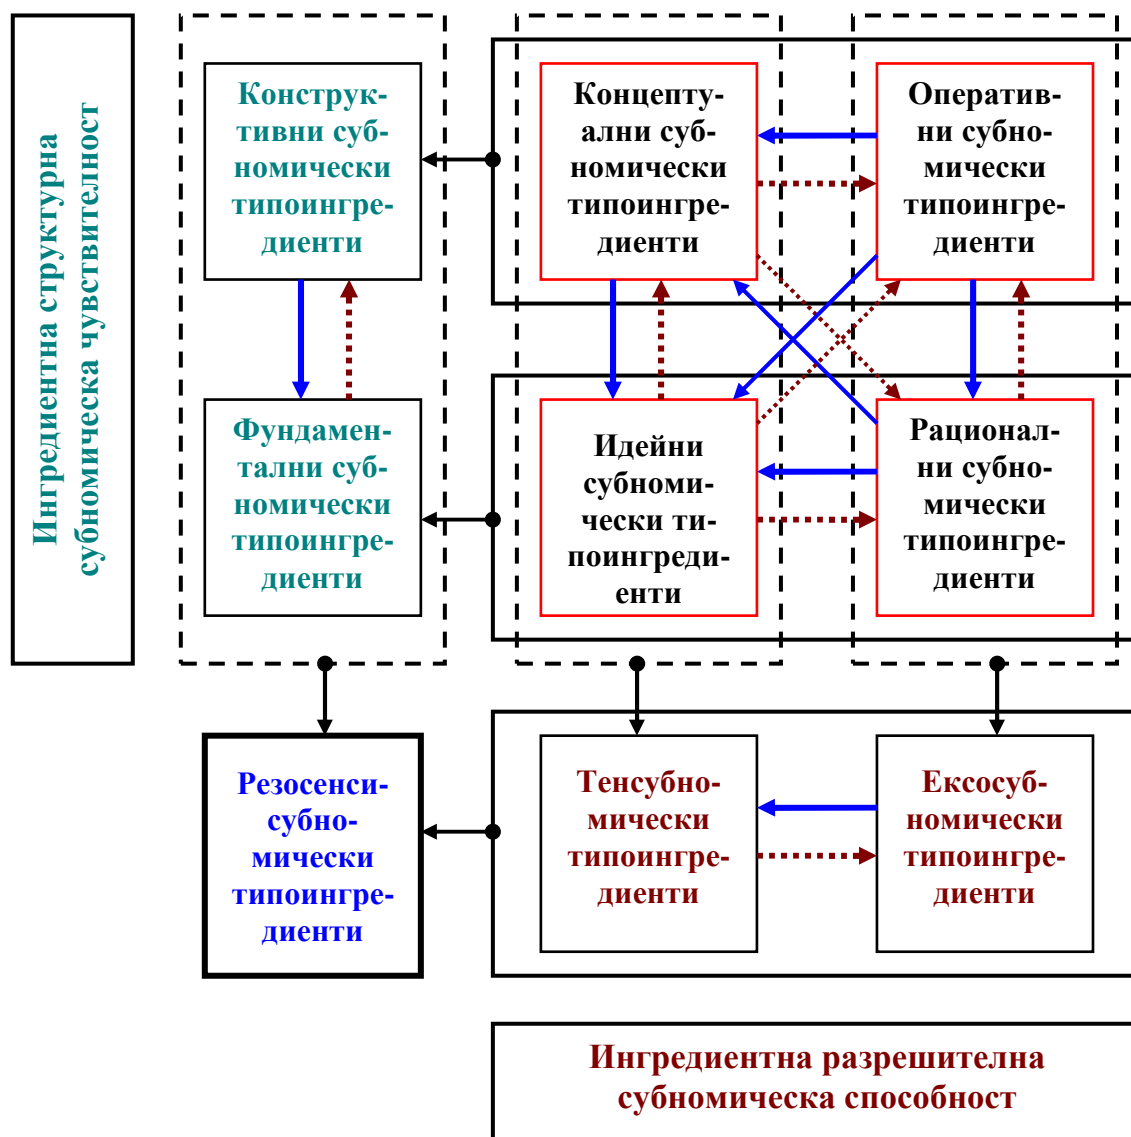 Ингредиентна структурна
субномическа чувствителност
Конструк-
тивни суб-
номически
типоингре-
диенти
Концепту-
ални суб-
номически
типоингре-
диенти
Оператив-
ни субно-
мически
типоингре-
диенти
Фундамен-
тални суб-
номически
типоингре-
диенти
Идейни
субноми-
чески ти-
поингреди-
енти
Рационал-
ни субно-
мически
типоингре-
диенти
Резосенси-
субно-
мически
типоингре-
диенти
Тенсубно-
мически
типоингре-
диенти
Ексосуб-
номически
типоингре-
диенти
Ингредиентна разрешителна
субномическа способност